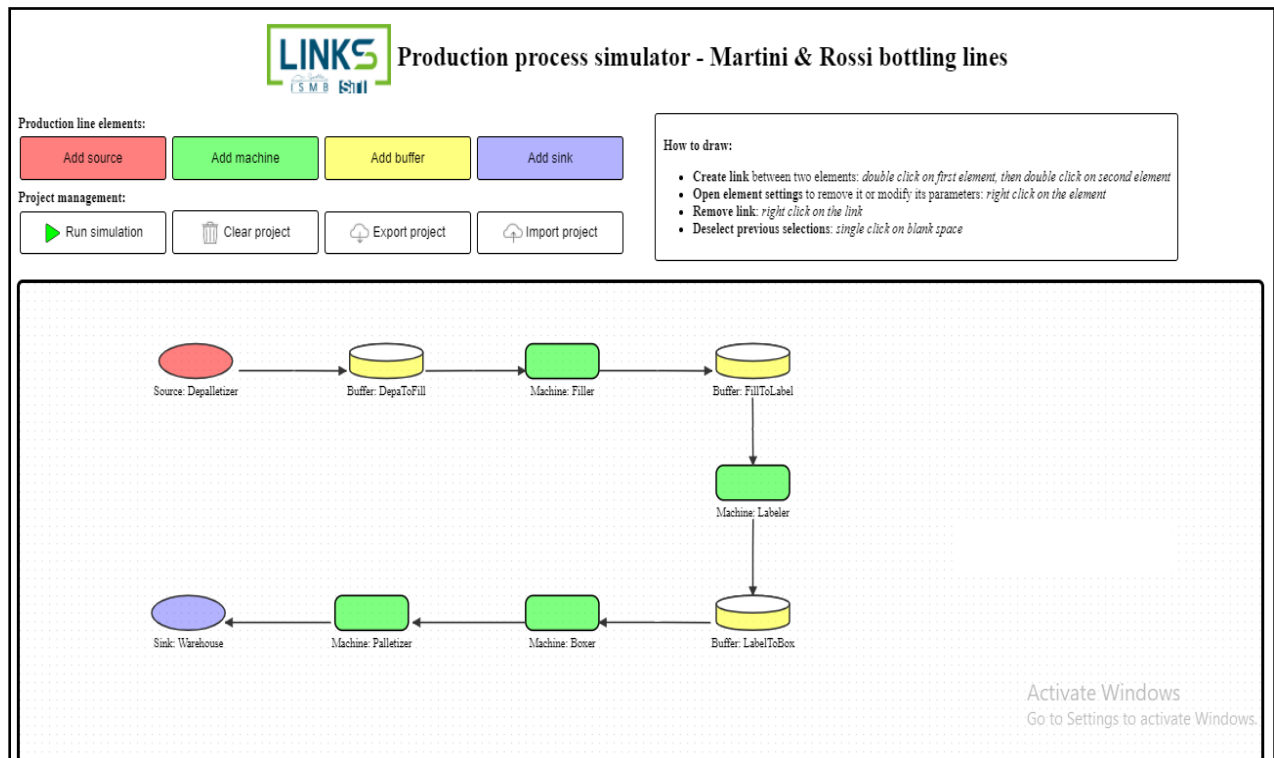 LINKS
ISMB STI
Production process simulator - Martini & Rossi bottling lines
Production line elements:
Add source
Add machine
Add buffer
Add sink
Project management:
Run simulation
Clear project
Export project
Import project
How to draw:
• Create link between two elements: double click on first element, then double click on second element
• Open element settings to remove it or modify its parameters: right click on the element
• Remove link: right click on the link
• Deselect previous selections: single click on blank space
Source: Depalletizer
Buffer: DepaToFill
Machine: Filler
Buffer: FillToLabel
Machine: Labeler
Sink: Warehouse
Machine: Palletizer
Machine: Boxer
Buffer: LabelToBox
Activate Windows
Go to Settings to activate Windows.